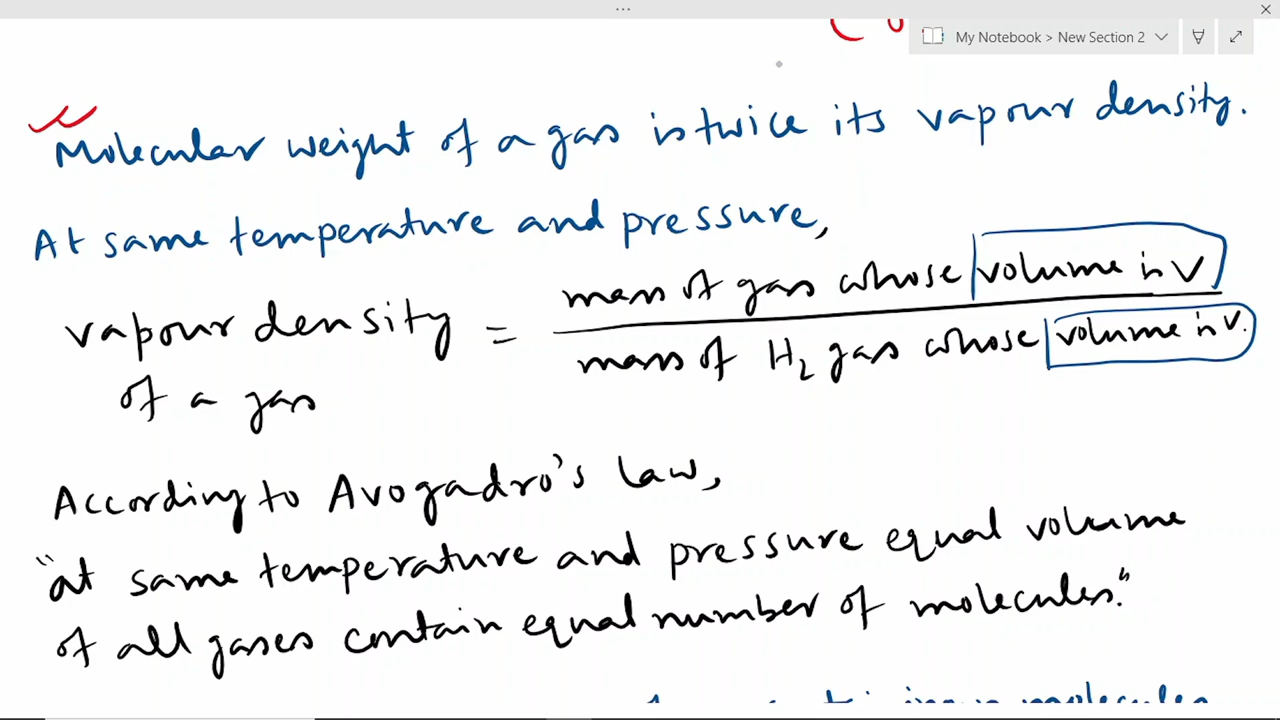 My Notebook > New Section 2
Molecular weight of a gas is twice its vapour density.
At same temperature and pressure,
vapour density of a gas = mass of gas whose volume is V
mass of H₂ gas whose volume is V.
According to Avogadro's law,
"at same temperature and pressure equal volume
of all gases contain equal number of molecules."
molecules